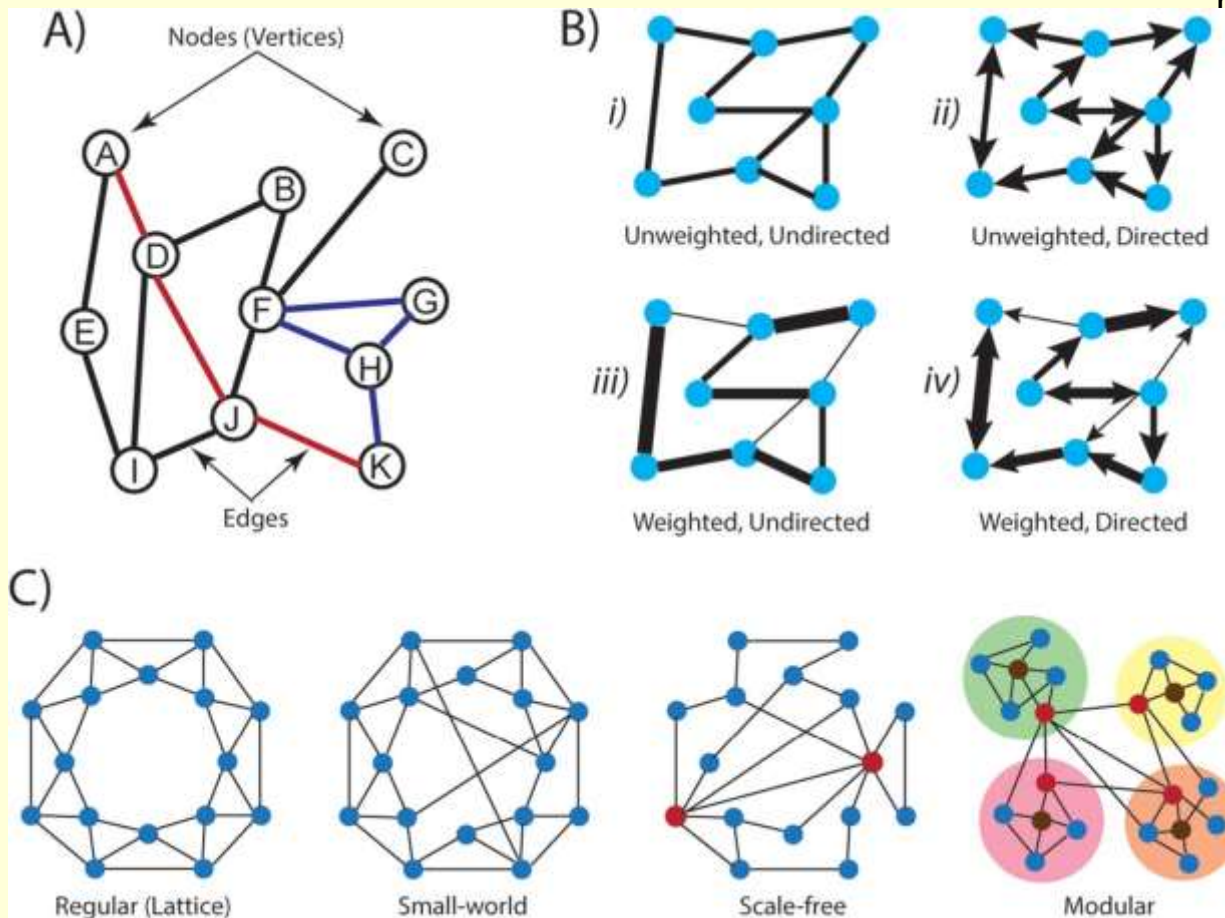 A)
Nodes (Vertices)
A
C
B
D
F
G
E
H
J
I
K
Edges
B)
i)
Unweighted, Undirected
ii)
Unweighted, Directed
iii)
Weighted, Undirected
iv)
Weighted, Directed
C)
Regular (Lattice)
Small-world
Scale-free
Modular